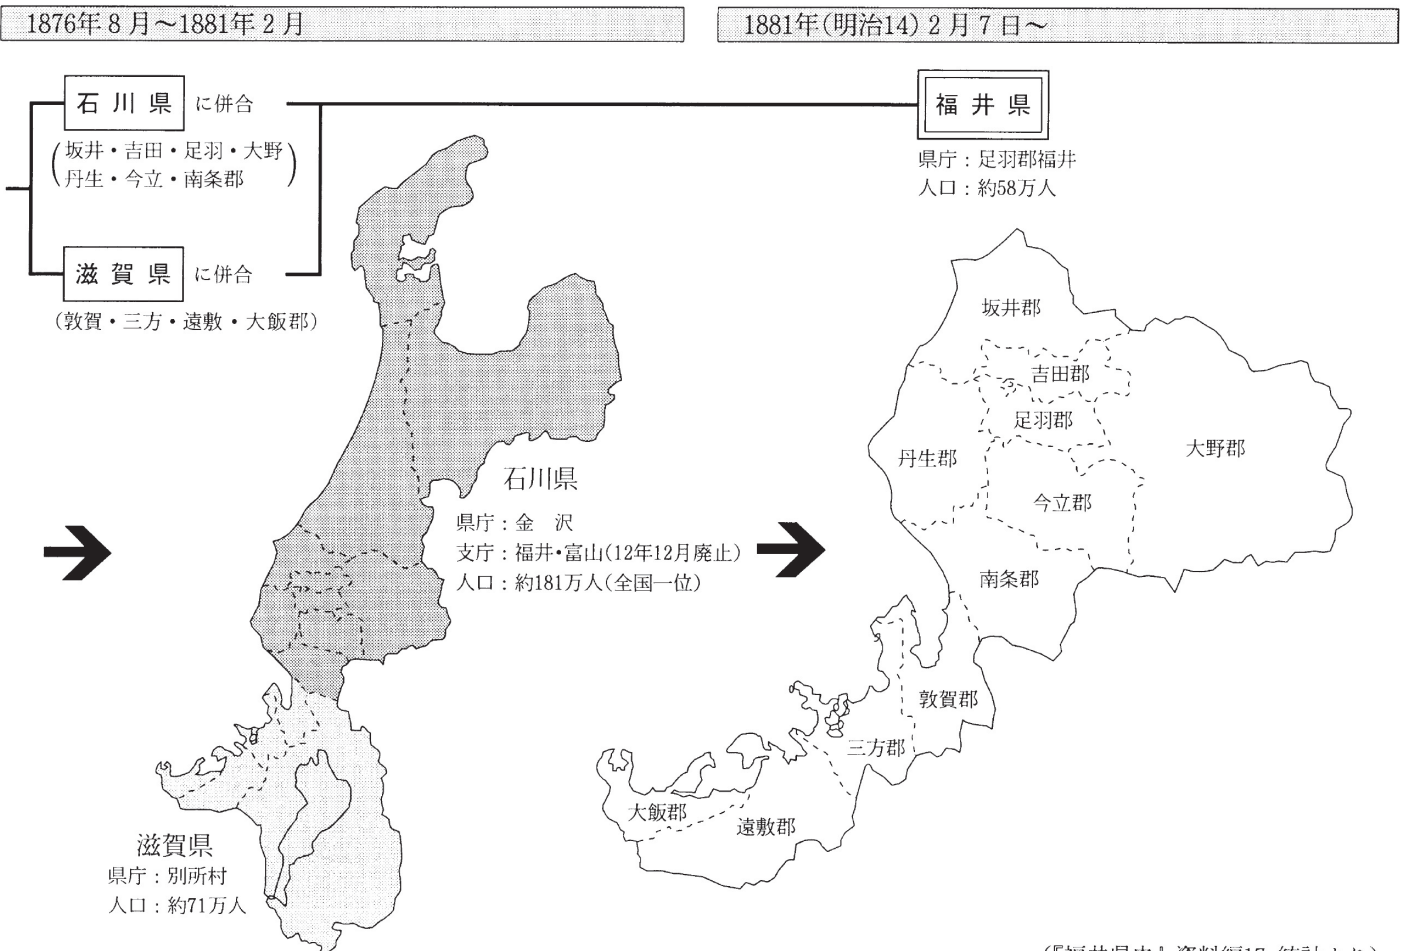 1876年8月～1881年2月
1881年(明治14)2月7日～
石川県 に併合
(坂井・吉田・足羽・大野
丹生・今立・南条郡)
滋賀県 に併合
(敦賀・三方・遠敷・大飯郡)
福井県
県庁：足羽郡福井
人口：約58万人
石川県
県庁：金 沢
支庁：福井・富山(12年12月廃止)
人口：約181万人(全国一位)
滋賀県
県庁：別所村
人口：約71万人
坂井郡
吉田郡
足羽郡
大野郡
丹生郡
今立郡
南条郡
敦賀郡
三方郡
大飯郡
遠敷郡